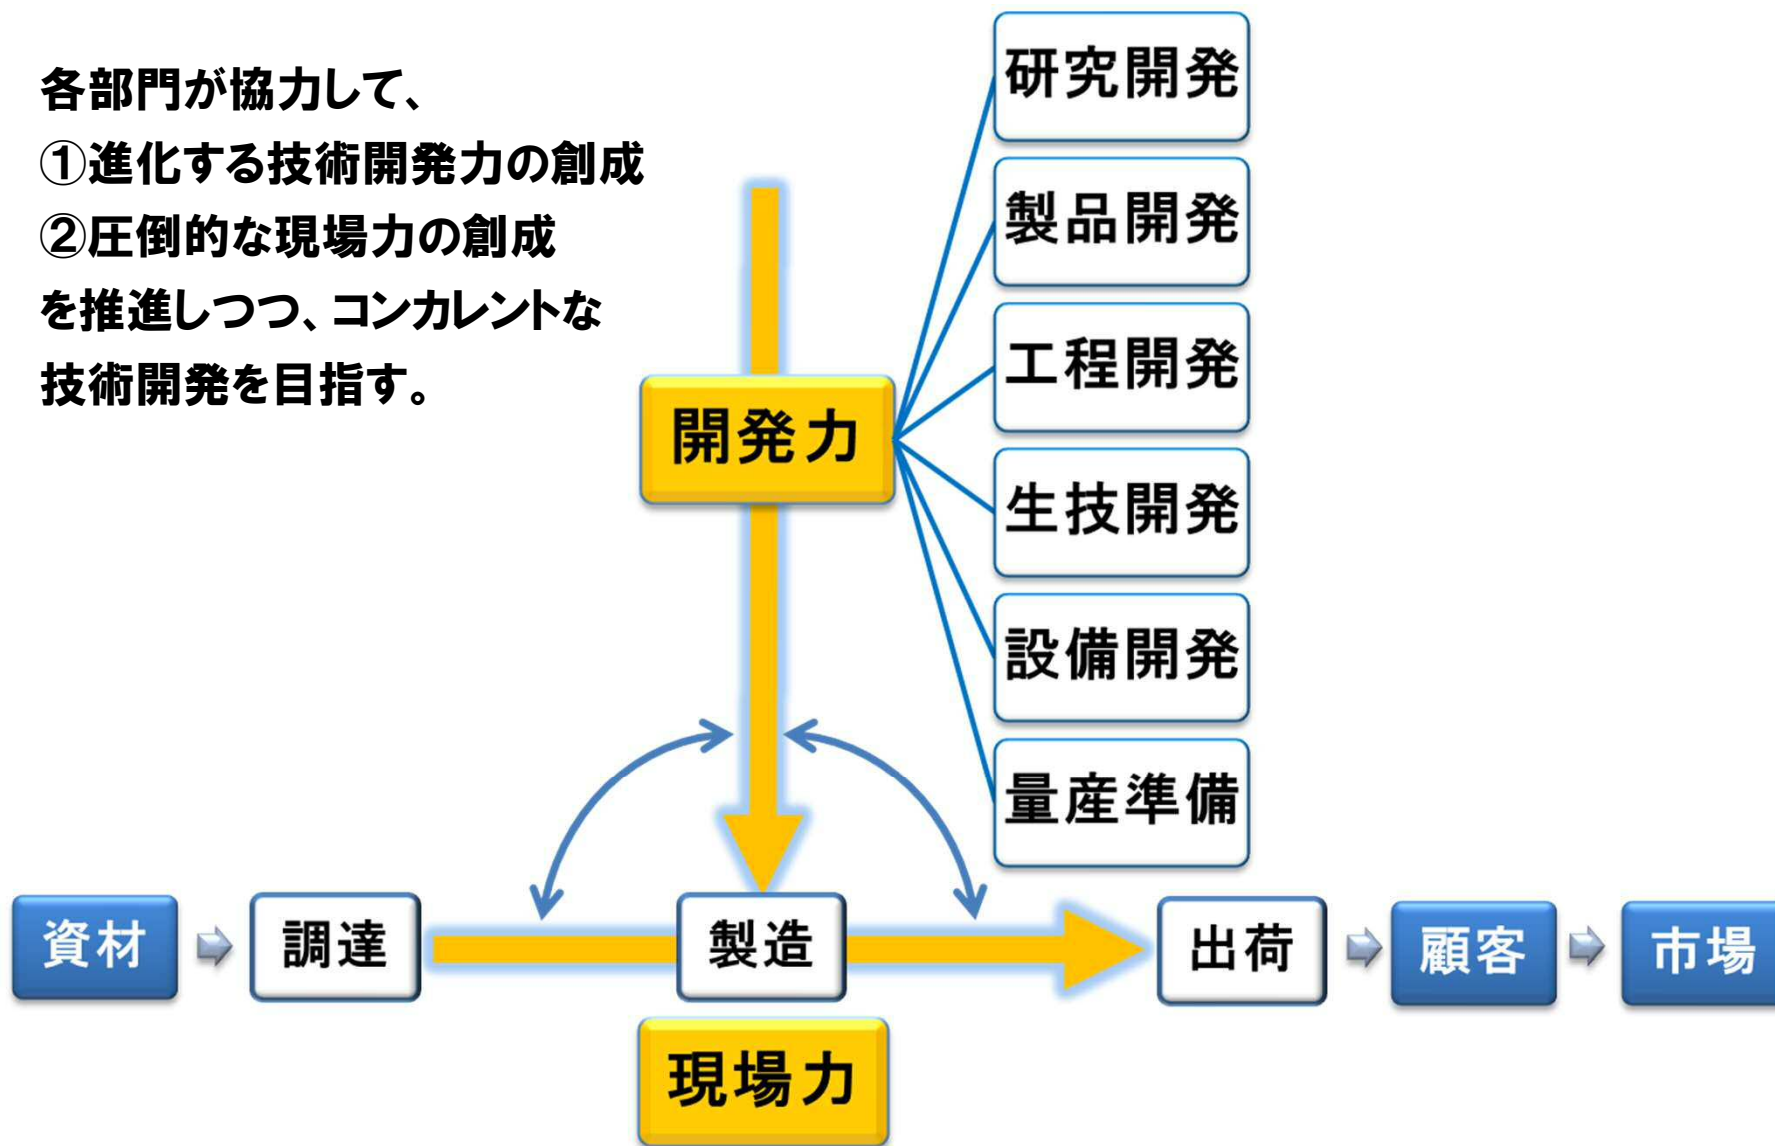 各部門が協力して、
①進化する技術開発力の創成
②圧倒的な現場力の創成
を推進しつつ、コンカレントな
技術開発を目指す。
研究開発
製品開発
工程開発
開発力
生技開発
設備開発
量産準備
資材
調達
製造
出荷
顧客
市場
現場力